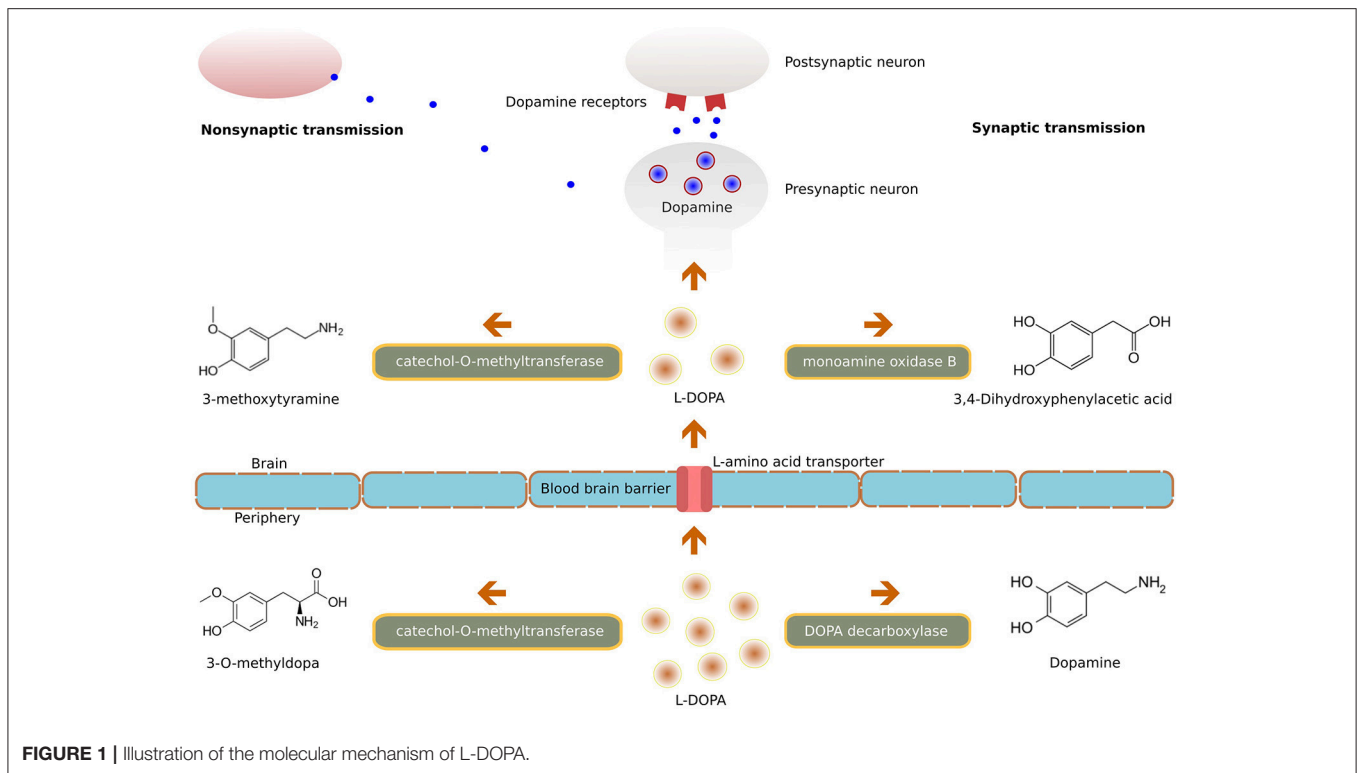 Postsynaptic neuron
Dopamine receptors
Nonsynaptic transmission
Synaptic transmission
Presynaptic neuron
Dopamine
O
NH2
HO
catechol-O-methyltransferase
3-methoxytyramine
L-DOPA
monoamine oxidase B
HO
OH
O
HO
3,4-Dihydroxyphenylacetic acid
Brain
L-amino acid transporter
Blood brain barrier
Periphery
O
O
OH
NH2
HO
catechol-O-methyltransferase
3-O-methyldopa
L-DOPA
DOPA decarboxylase
HO
NH2
HO
Dopamine
FIGURE 1 | Illustration of the molecular mechanism of L-DOPA.